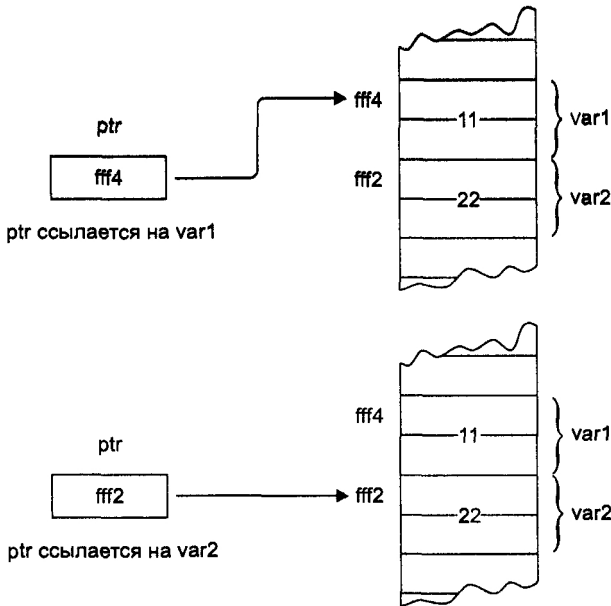 fff4
11
var1
ptr
fff4
fff2
22
var2
ptr ссылается на var1
fff4
11
var1
ptr
fff2
fff2
22
var2
ptr ссылается на var2